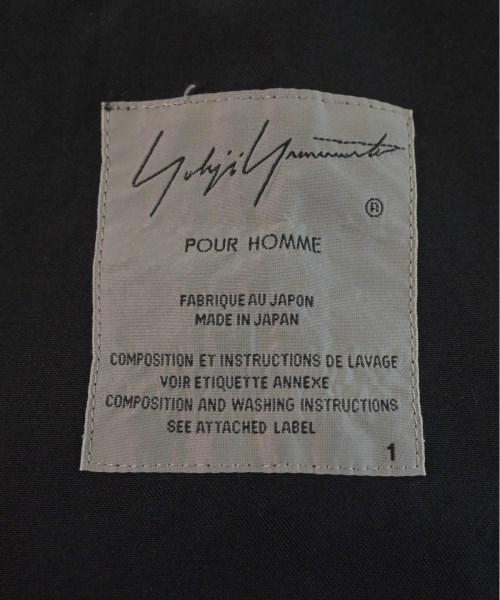 Yohji Yamamoto
®
POUR HOMME
FABRIQUE AU JAPON
MADE IN JAPAN
COMPOSITION ET INSTRUCTIONS DE LAVAGE
VOIR ETIQUETTE ANNEXE
COMPOSITION AND WASHING INSTRUCTIONS
SEE ATTACHED LABEL
1